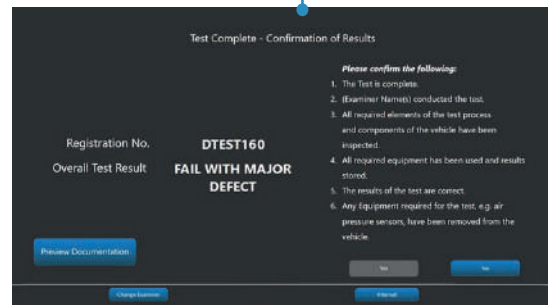 Test Complete - Confirmation of Results
Please confirm the following:
1. The Test is complete.
2. (Examiner Name(s) conducted the test.
3. All required elements of the test process
and components of the vehicle have been
inspected.
4. All required equipment has been used and results
stored.
5. The results of the test are correct.
6. Any Equipment required for the test, e.g. air
pressure sensors, have been removed from the
vehicle.
Registration No. DTEST160
Overall Test Result FAIL WITH MAJOR
DEFECT
Preview Documentation
Change Examiner